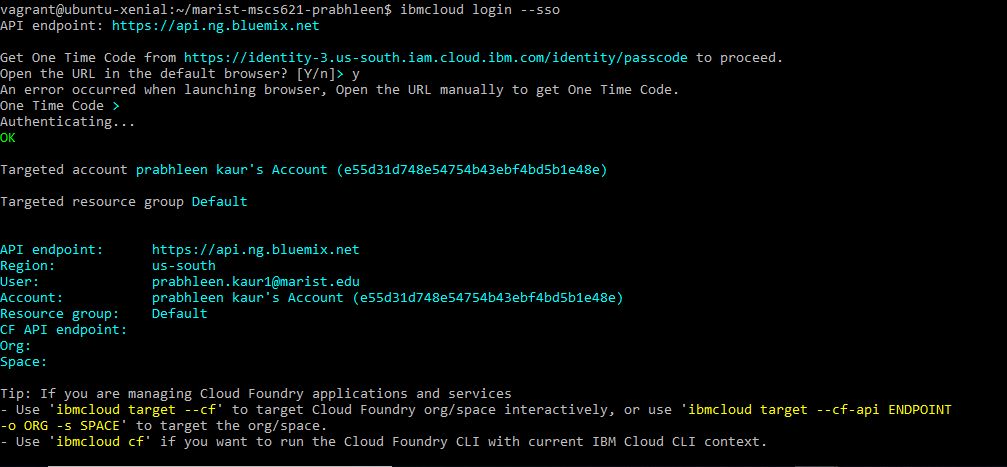 vagrant@ubuntu-xenial:~/marist-mscs621-prabhleen$ ibmcloud login --sso
API endpoint: https://api.ng.bluemix.net
Get One Time Code from https://identity-3.us-south.iam.cloud.ibm.com/identity/passcode to proceed.
Open the URL in the default browser? [Y/n]> y
An error occurred when launching browser, Open the URL manually to get One Time Code.
One Time Code >
Authenticating...
OK
Targeted account prabhleen kaur's Account (e55d31d748e54754b43ebf4bd5b1e48e)
Targeted resource group Default
API endpoint:      https://api.ng.bluemix.net
Region:            us-south
User:              prabhleen.kaur1@marist.edu
Account:           prabhleen kaur's Account (e55d31d748e54754b43ebf4bd5b1e48e)
Resource group:    Default
CF API endpoint:
Org:
Space:
Tip: If you are managing Cloud Foundry applications and services
- Use 'ibmcloud target --cf' to target Cloud Foundry org/space interactively, or use 'ibmcloud target --cf-api ENDPOINT
-o ORG -s SPACE' to target the org/space.
- Use 'ibmcloud cf' if you want to run the Cloud Foundry CLI with current IBM Cloud CLI context.